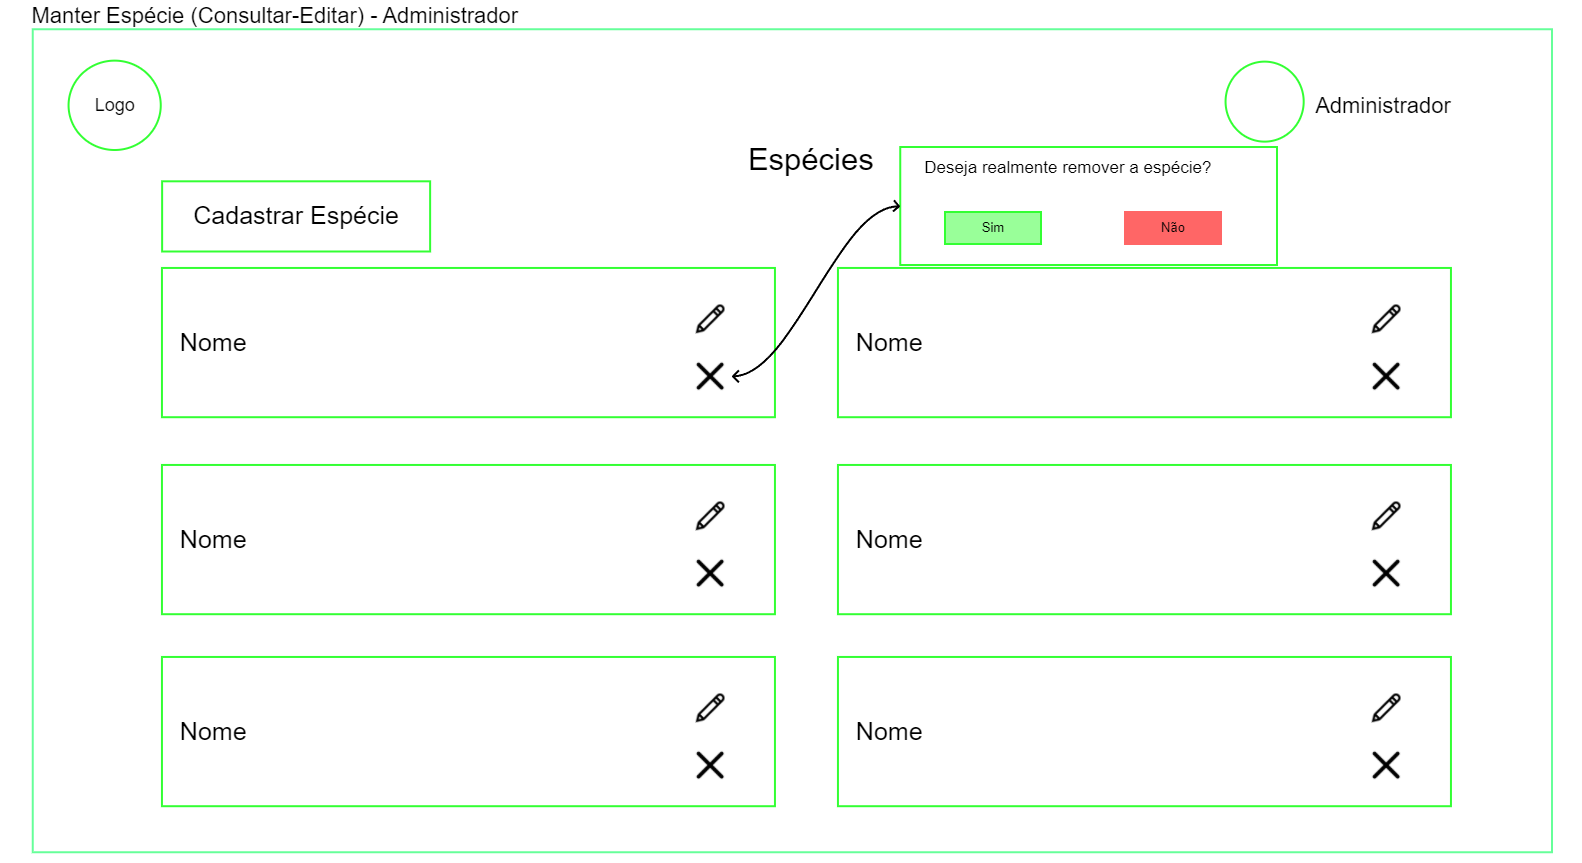 Manter Espécie (Consultar-Editar) - Administrador
Logo
Administrador
Espécies
Deseja realmente remover a espécie?
Sim
Não
Cadastrar Espécie
Nome
Nome
Nome
Nome
Nome
Nome